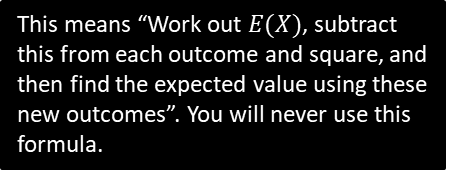 This means “Work out E(X), subtract
this from each outcome and square, and
then find the expected value using these
new outcomes”. You will never use this
formula.